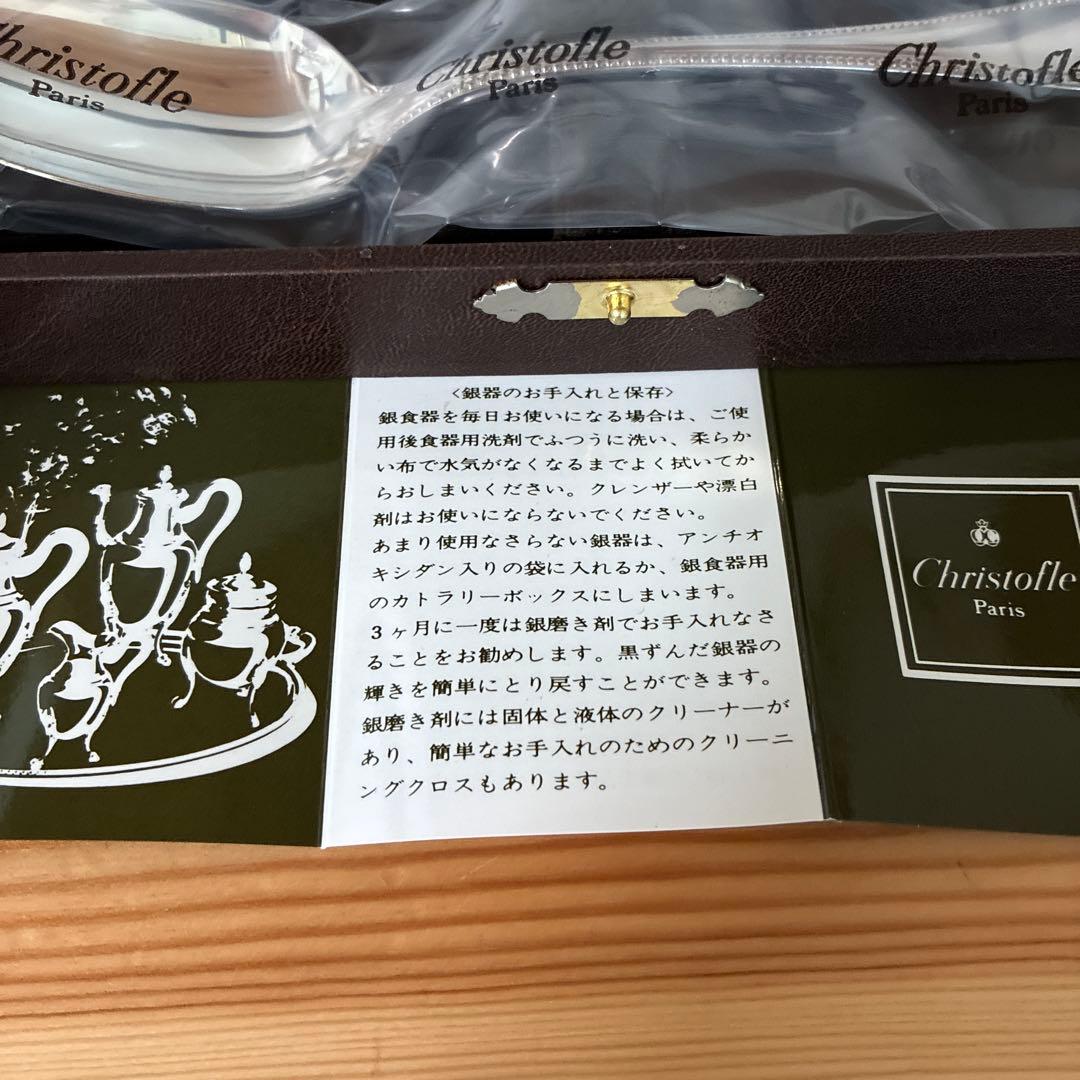 Christofle
Paris
Christofle
Paris
Christofle
Paris
〈銀器のお手入れと保存〉
銀食器を毎日お使いになる場合は、ご使
用後食器用洗剤でふつうに洗い、柔らか
い布で水気がなくなるまでよく拭いてか
らおしまいください。クレンザーや漂白
剤はお使いにならないでください。
あまり使用なさらない銀器は、アンチオ
キシダン入りの袋に入れるか、銀食器用
のカトラリーボックスにしまいます。
3ヶ月に一度は銀磨き剤でお手入れなさ
ることをお勧めします。黒ずんだ銀器の
輝きを簡単にとり戻すことができます。
銀磨き剤には固体と液体のクリーナーが
あり、簡単なお手入れのためのクリーニ
ングクロスもあります。
Christofle
Paris